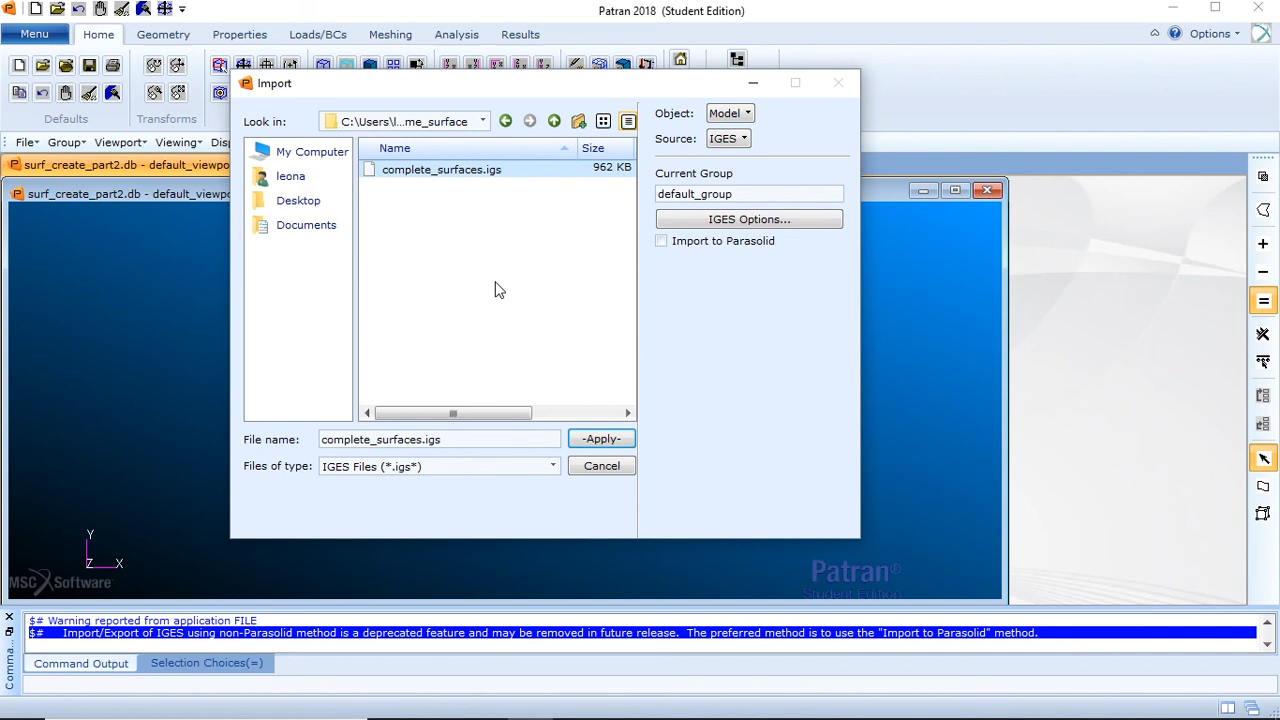 Patran 2018 (Student Edition)
Menu Home Geometry Properties Loads/BCs Meshing Analysis Results Options
Defaults Transforms
File Group Viewport Viewing
surf_create_part2.db - default_viewpo
surf_create_part2.db - default_viewpo
Import
Look in: C:\Users\l...me_surface
Name Size
complete_surfaces.igs 962 KB
My Computer
leona
Desktop
Documents
File name: complete_surfaces.igs -Apply-
Files of type: IGES Files (*.igs*) Cancel
Object: Model
Source: IGES
Current Group
default_group
IGES Options...
Import to Parasolid
Y
Z X
MSC Software
Patran®
Student Edition
$# Warning reported from application FILE
$# Import/Export of IGES using non-Parasolid method is a deprecated feature and may be removed in future release. The preferred method is to use the "Import to Parasolid" method.
Comma...
Command Output Selection Choices(=)